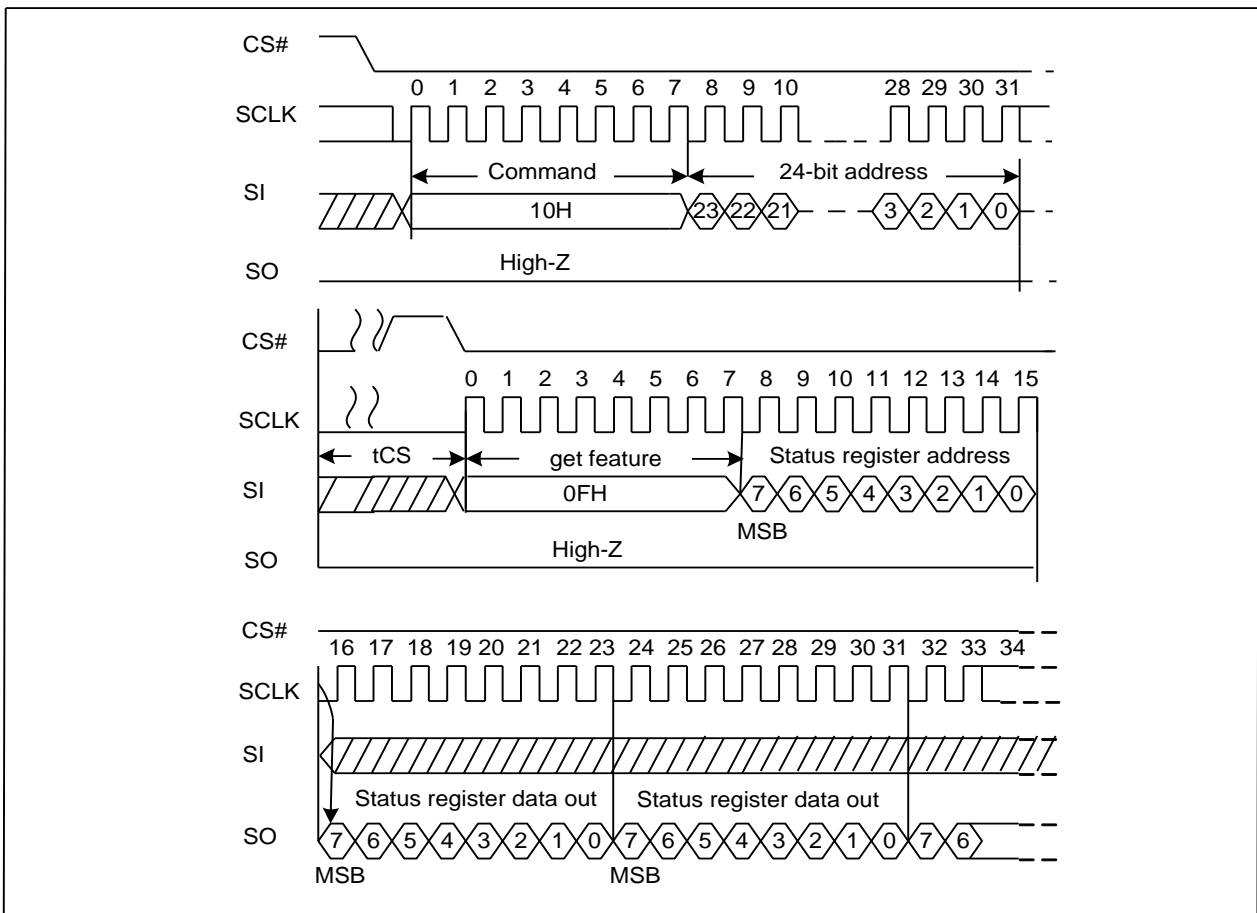 CS#
0 1 2 3 4 5 6 7 8 9 10 28 29 30 31
SCLK
Command 24-bit address
SI
10H 23 22 21 3 2 1 0
High-Z
SO
CS#
0 1 2 3 4 5 6 7 8 9 10 11 12 13 14 15
SCLK
tCS get feature Status register address
SI
0FH 7 6 5 4 3 2 1 0
MSB
High-Z
SO
CS#
16 17 18 19 20 21 22 23 24 25 26 27 28 29 30 31 32 33 34
SCLK
SI
Status register data out Status register data out
SO 7 6 5 4 3 2 1 0 7 6 5 4 3 2 1 0 7 6
MSB MSB